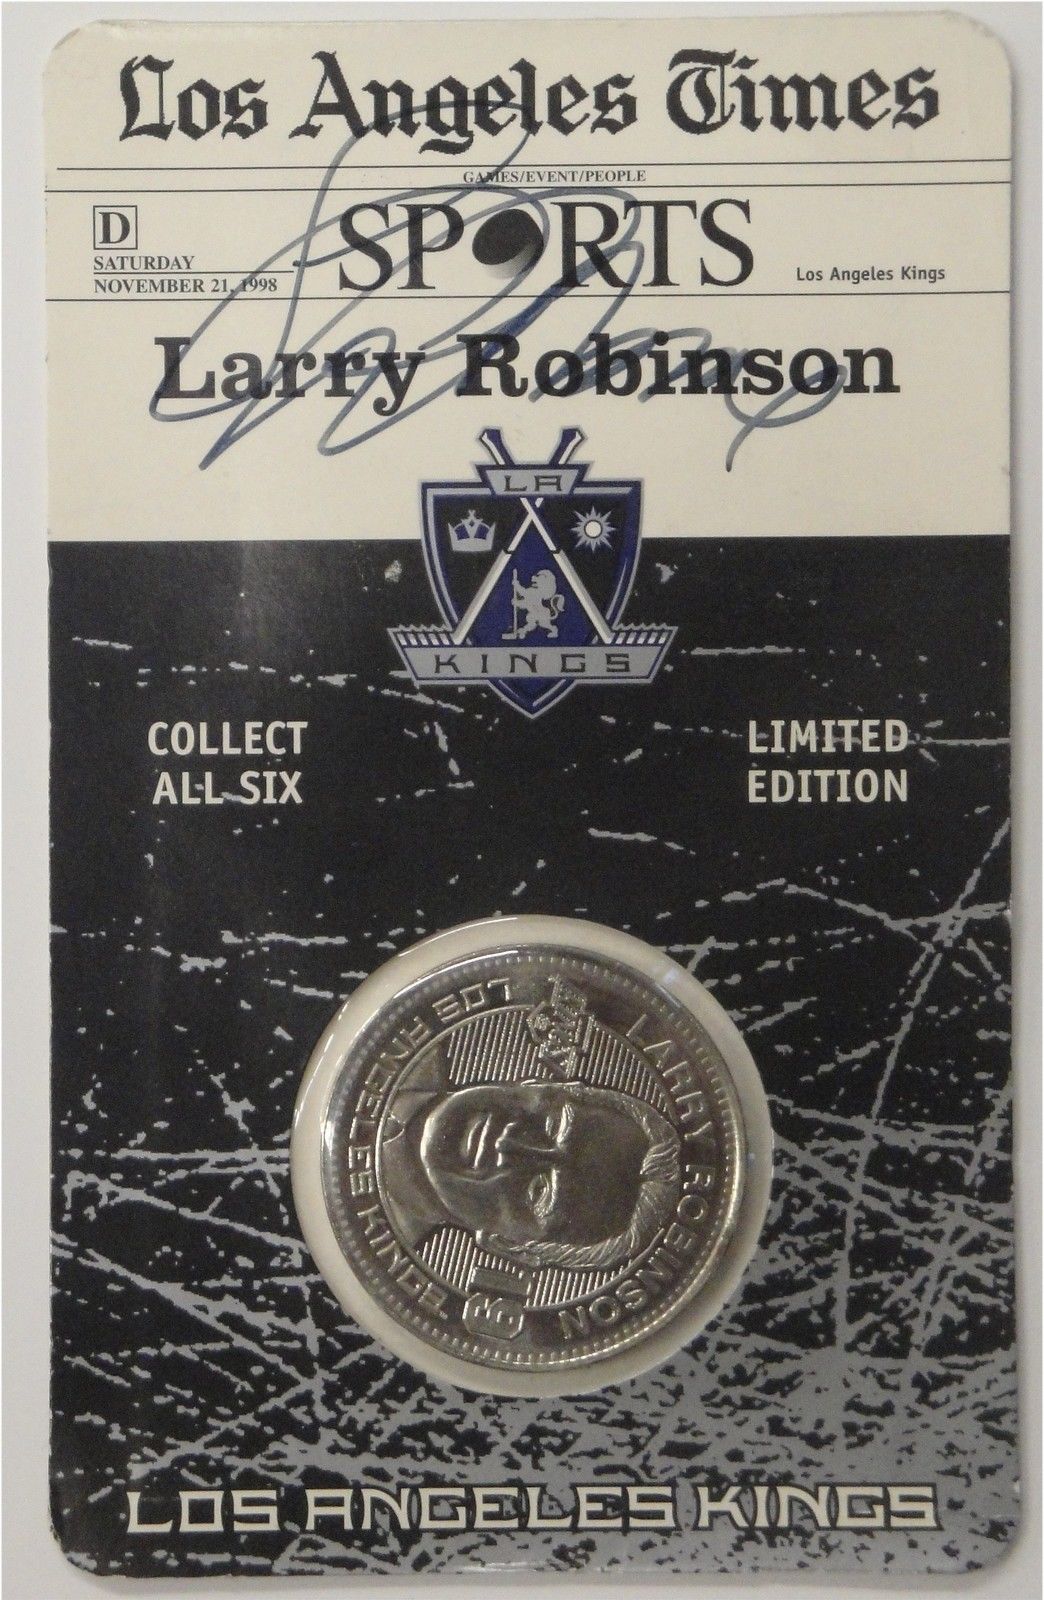 Los Angeles Times
GAMES/EVENT/PEOPLE
D
SPORTS
SATURDAY
NOVEMBER 21, 1998
Los Angeles Kings
Larry Robinson
LA
KINGS
COLLECT
ALL SIX
LIMITED
EDITION
LOS ANGELES KINGS
LARRY ROBINSON
LOS ANGELES KINGS